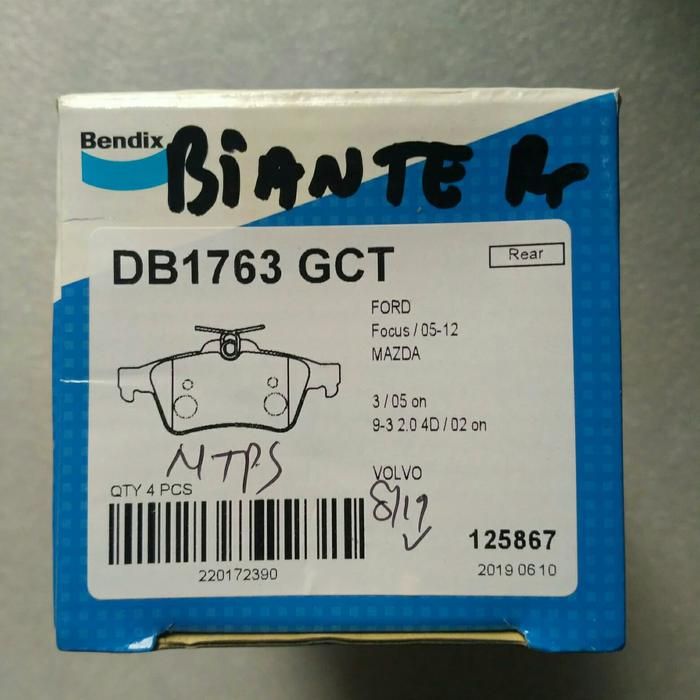 Bendix
BiANTE Rr
DB1763 GCT
Rear
FORD
Focus / 05-12
MAZDA
3 / 05 on
9-3 2.0 4D / 02 on
MTPS
VOLVO
QTY 4 PCS
8/19
125867
220172390
2019 06 10